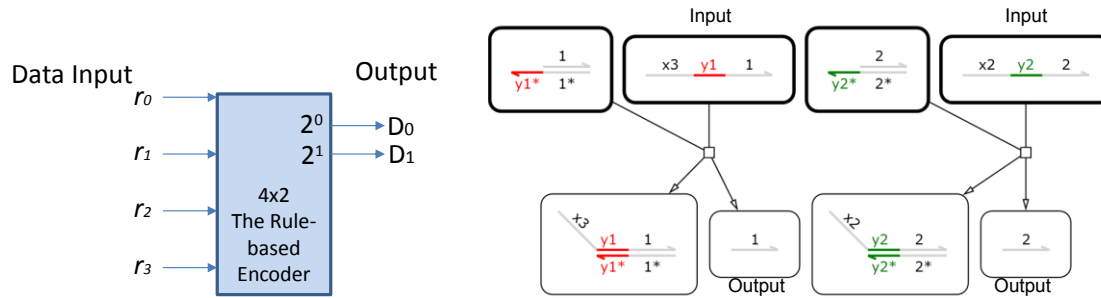 Data Input
Output
r0
r1
r2
r3
2^0
2^1
D0
D1
4x2
The Rule-
based
Encoder
Input
Input
1
y1*
1*
x3
y1
1
2
y2*
2*
x2
y2
2
x3
y1
1
y1*
1*
1
Output
x2
y2
2
y2*
2*
2
Output